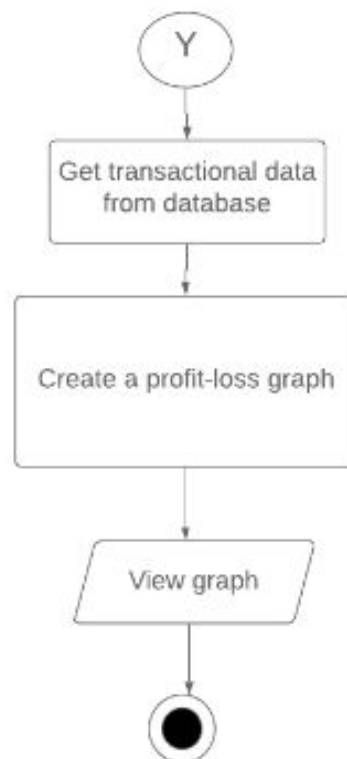 Y
Get transactional data
from database
Create a profit-loss graph
View graph